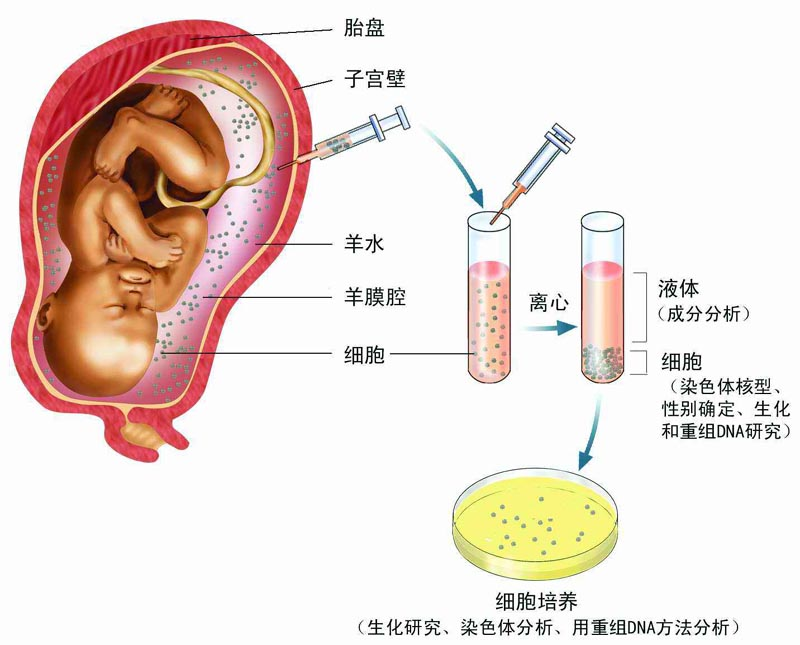 胎盘
子宫壁
羊水
羊膜腔
细胞
离心
液体
(成分分析)
细胞
(染色体核型、
性别确定、生化
和重组DNA研究)
细胞培养
(生化研究、染色体分析、用重组DNA方法分析)